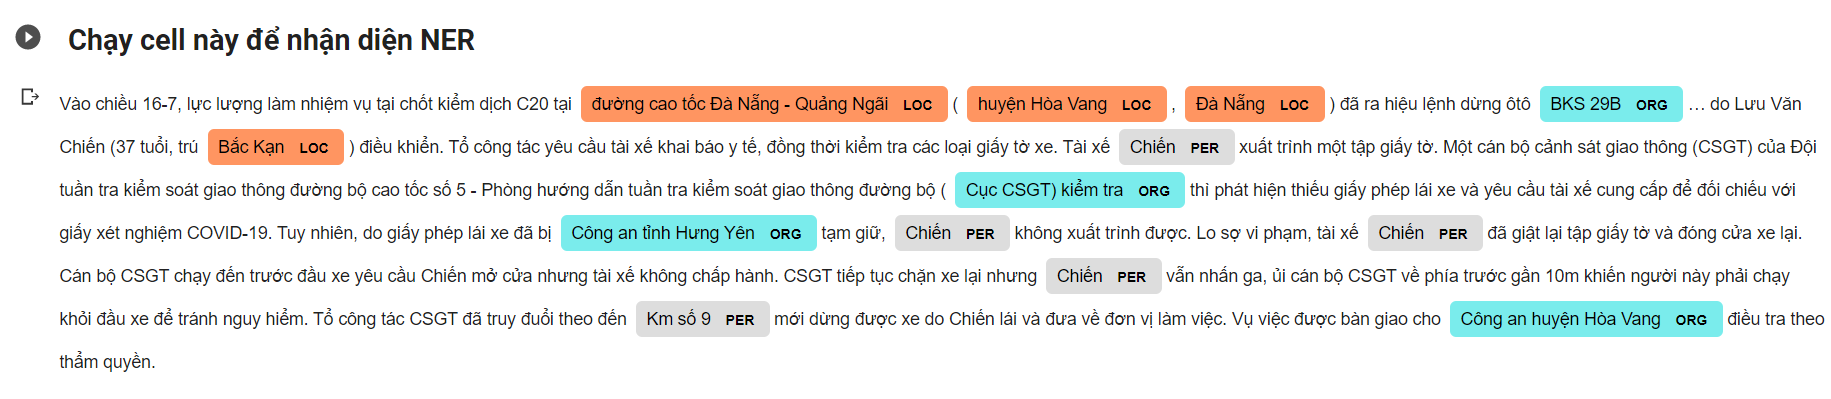 Chạy cell này để nhận diện NER
Vào chiều 16-7, lực lượng làm nhiệm vụ tại chốt kiểm dịch C20 tại đường cao tốc Đà Nẵng - Quảng Ngãi LOC ( huyện Hòa Vang LOC , Đà Nẵng LOC ) đã ra hiệu lệnh dừng ôtô BKS 29B ORG … do Lưu Văn
Chiến (37 tuổi, trú Bắc Kạn LOC ) điều khiển. Tổ công tác yêu cầu tài xế khai báo y tế, đồng thời kiểm tra các loại giấy tờ xe. Tài xế Chiến PER xuất trình một tập giấy tờ. Một cán bộ cảnh sát giao thông (CSGT) của Đội
tuần tra kiểm soát giao thông đường bộ cao tốc số 5 - Phòng hướng dẫn tuần tra kiểm soát giao thông đường bộ ( Cục CSGT) kiểm tra ORG thì phát hiện thiếu giấy phép lái xe và yêu cầu tài xế cung cấp để đối chiếu với
giấy xét nghiệm COVID-19. Tuy nhiên, do giấy phép lái xe đã bị Công an tỉnh Hưng Yên ORG tạm giữ, Chiến PER không xuất trình được. Lo sợ vi phạm, tài xế Chiến PER đã giật lại tập giấy tờ và đóng cửa xe lại.
Cán bộ CSGT chạy đến trước đầu xe yêu cầu Chiến mở cửa nhưng tài xế không chấp hành. CSGT tiếp tục chặn xe lại nhưng Chiến PER vẫn nhấn ga, ủi cán bộ CSGT về phía trước gần 10m khiến người này phải chạy
khỏi đầu xe để tránh nguy hiểm. Tổ công tác CSGT đã truy đuổi theo đến Km số 9 PER mới dừng được xe do Chiến lái và đưa về đơn vị làm việc. Vụ việc được bàn giao cho Công an huyện Hòa Vang ORG điều tra theo
thẩm quyền.